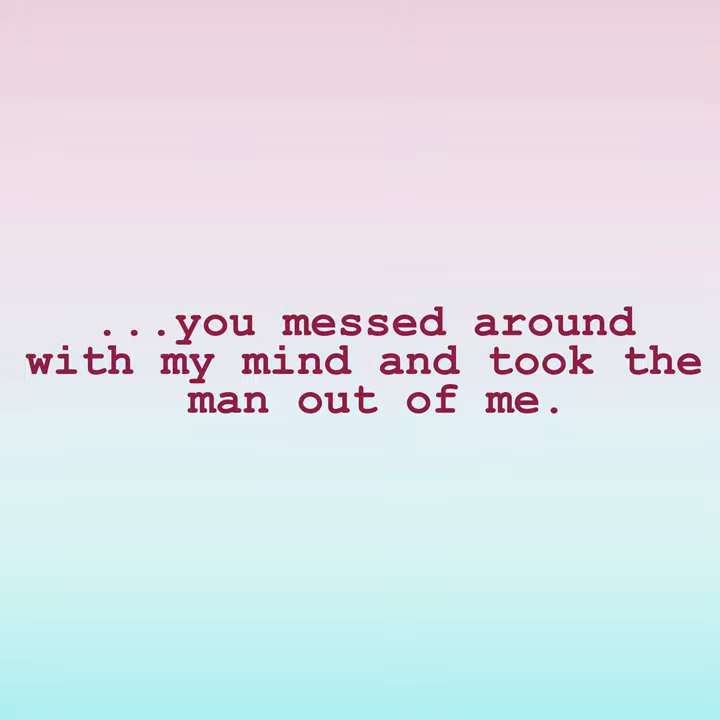 ...you messed around
with my mind and took the
man out of me.